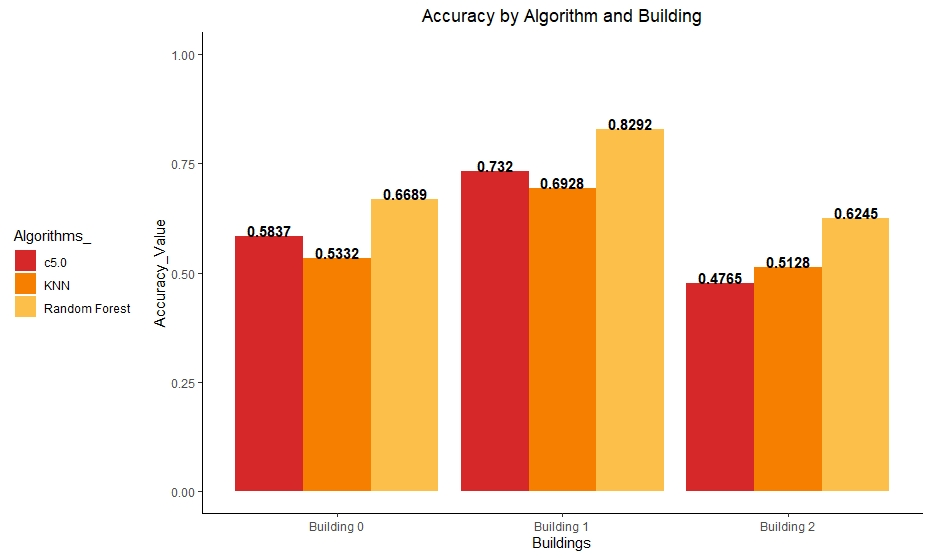 Accuracy by Algorithm and Building
Algorithms_
c5.0
KNN
Random Forest
Accuracy_Value
1.00
0.75
0.50
0.25
0.00
0.5837
0.5332
0.6689
0.732
0.6928
0.8292
0.4765
0.5128
0.6245
Building 0
Building 1
Building 2
Buildings